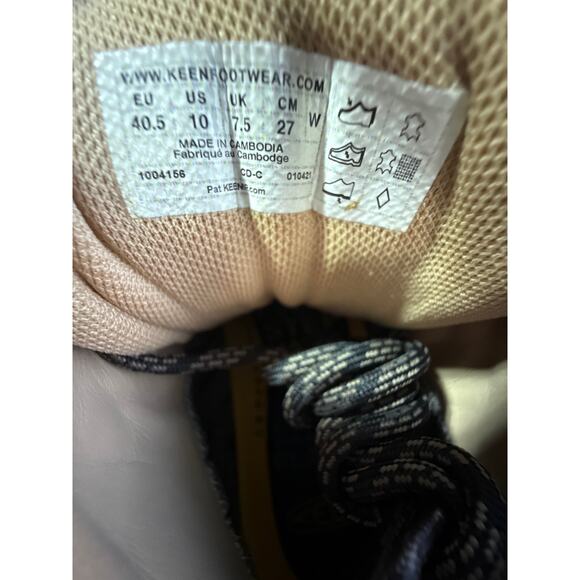 WWW.KEENFOOTWEAR.COM
EU US UK CM
40.5 10 7.5 27 W
MADE IN CAMBODIA
Fabriqué au Cambodge
1004156 CD-C 010421
Pat KEENIP.com